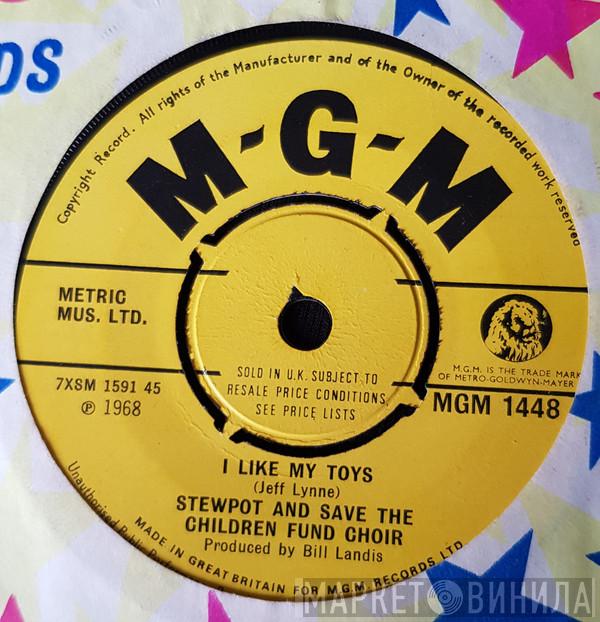 DS
Copyright Record. All rights of the Manufacturer and of the Owner of the recorded work reserved
M-G-M
METRIC
MUS. LTD.
7XSM 1591 45
℗ 1968
SOLD IN U.K. SUBJECT TO
RESALE PRICE CONDITIONS,
SEE PRICE LISTS
M.G.M. IS THE TRADE MARK
OF METRO-GOLDWYN-MAYER
MGM 1448
I LIKE MY TOYS
(Jeff Lynne)
STEWPOT AND SAVE THE
CHILDREN FUND CHOIR
Produced by Bill Landis
Unauthorised Public
MADE IN GREAT BRITAIN FOR M.G.M. RECORDS LTD
МАРКЕТ ВИНИЛА